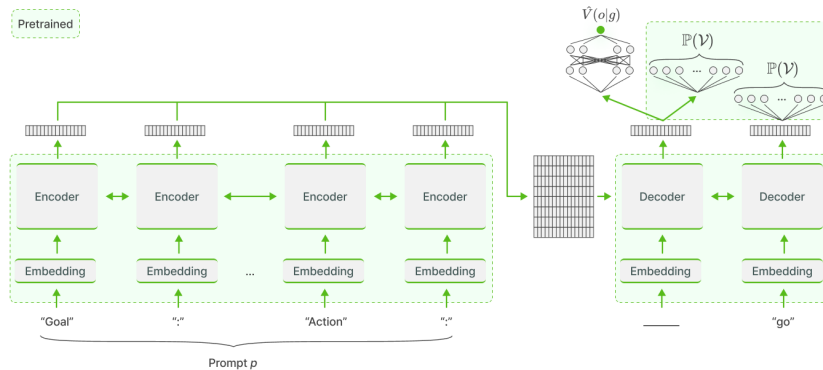 Pretrained
V̂(o|g)
ℙ(𝒱)
ℙ(𝒱)
...
...
Encoder Encoder Encoder Encoder Decoder Decoder
Embedding Embedding ... Embedding Embedding Embedding Embedding
“Goal” “:” “Action” “:” “go”
Prompt p